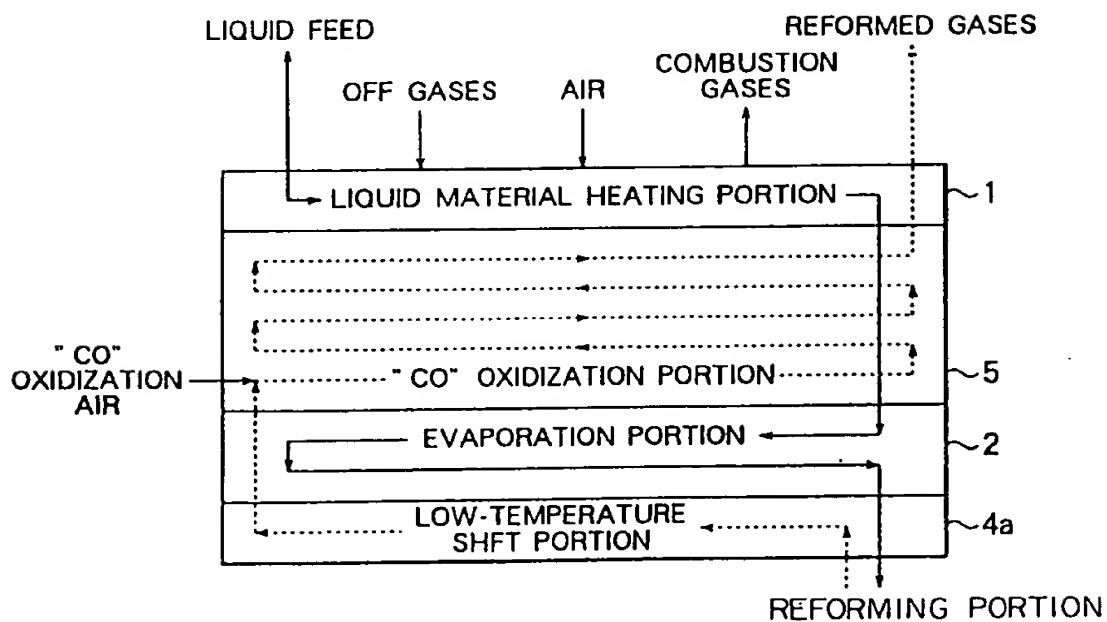 LIQUID FEED
REFORMED GASES
OFF GASES
AIR
COMBUSTION
GASES
LIQUID MATERIAL HEATING PORTION
1
" CO"
OXIDIZATION
AIR
" CO" OXIDIZATION PORTION
5
EVAPORATION PORTION
2
LOW-TEMPERATURE
SHFT PORTION
4a
REFORMING PORTION